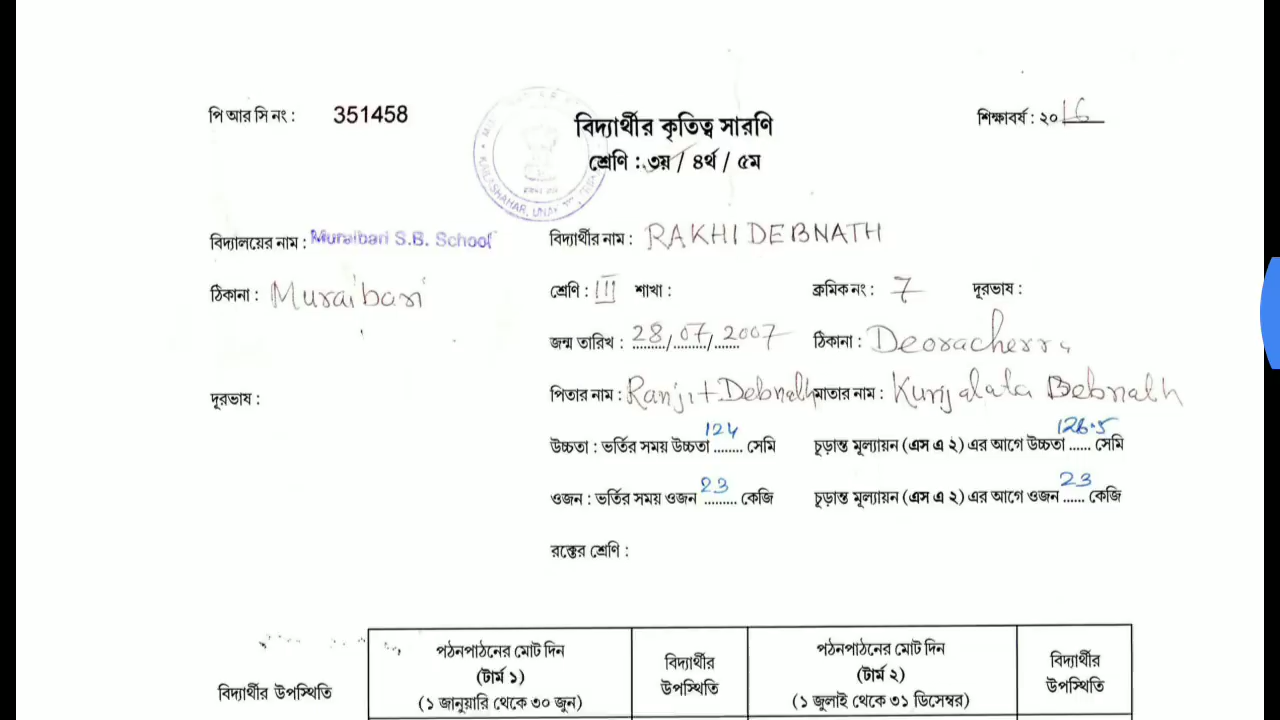 পি আর সি নং : 351458
শিক্ষাবর্ষ : ২০16
বিদ্যার্থীর কৃতিত্ব সারণি
শ্রেণি : ৩য় / ৪র্থ / ৫ম
বিদ্যালয়ের নাম : Muraibari S.B. School
বিদ্যার্থীর নাম : RAKHI DEBNATH
ঠিকানা : Muraibari
শ্রেণি : III শাখা : ক্রমিক নং : 7 দূরভাষ :
জন্ম তারিখ : 28/07/2007 ঠিকানা : Deoracherra
দূরভাষ :
পিতার নাম : Ranjit Debnath মাতার নাম : Kunjalata Debnath
উচ্চতা : ভর্তির সময় উচ্চতা 124 সেমি চূড়ান্ত মূল্যায়ন (এস এ ২) এর আগে উচ্চতা 126.5 সেমি
ওজন : ভর্তির সময় ওজন 23 কেজি চূড়ান্ত মূল্যায়ন (এস এ ২) এর আগে ওজন 23 কেজি
রক্তের শ্রেণি :
বিদ্যার্থীর উপস্থিতি
পঠনপাঠনের মোট দিন
(টার্ম ১)
(১ জানুয়ারি থেকে ৩০ জুন)
বিদ্যার্থীর
উপস্থিতি
পঠনপাঠনের মোট দিন
(টার্ম ২)
(১ জুলাই থেকে ৩১ ডিসেম্বর)
বিদ্যার্থীর
উপস্থিতি
KAILASHAHAR, UNA